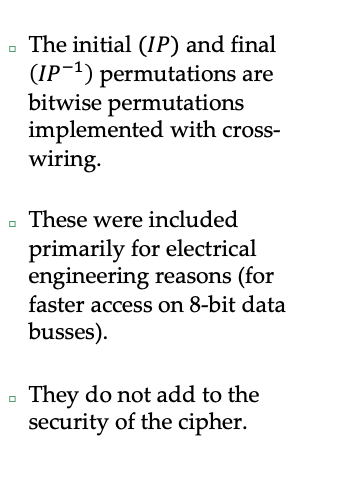 The initial (IP) and final
(IP⁻¹) permutations are
bitwise permutations
implemented with cross-
wiring.
These were included
primarily for electrical
engineering reasons (for
faster access on 8-bit data
busses).
They do not add to the
security of the cipher.